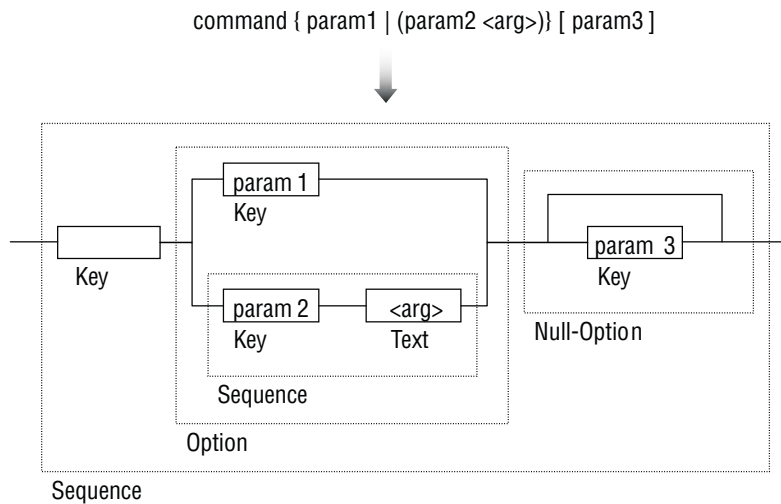 command { param1 | (param2 <arg>)} [ param3 ]
param 1
Key
Key
param 2
Key
<arg>
Text
Sequence
Option
param 3
Key
Null-Option
Sequence